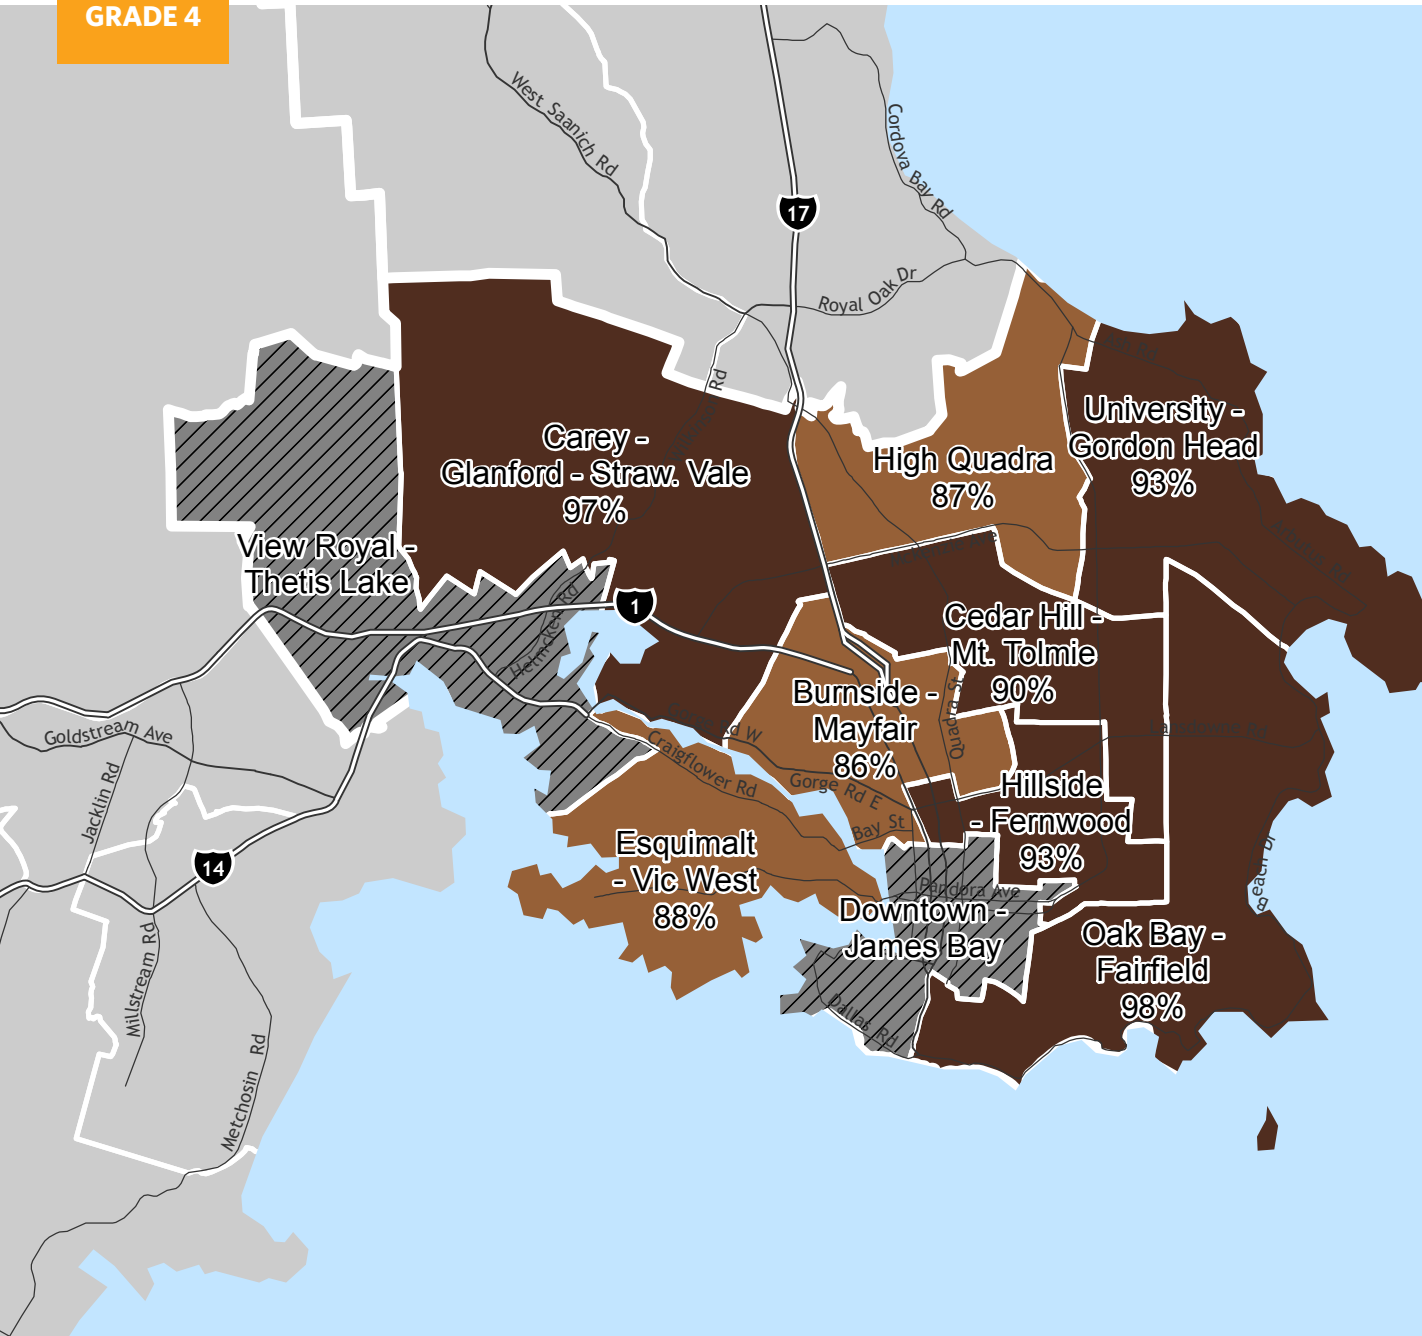 GRADE 4
West Saanich Rd
Cordova Bay Rd
17
Royal Oak Dr
University -
Gordon Head
93%
Carey -
Glanford - Straw. Vale
97%
High Quadra
87%
View Royal -
Thetis Lake
Helmcken Rd
1
Cedar Hill -
Mt. Tolmie
90%
Burnside -
Mayfair
86%
Quadra St
Gorge Rd W
Craigflower Rd
Gorge Rd E
Bay St
Goldstream Ave
Jacklin Rd
14
Hillside
- Fernwood
93%
Esquimalt
- Vic West
88%
Pandora Ave
Downtown -
James Bay
Beach Dr
Oak Bay -
Fairfield
98%
Dallas Rd
Millstream Rd
Metchosin Rd